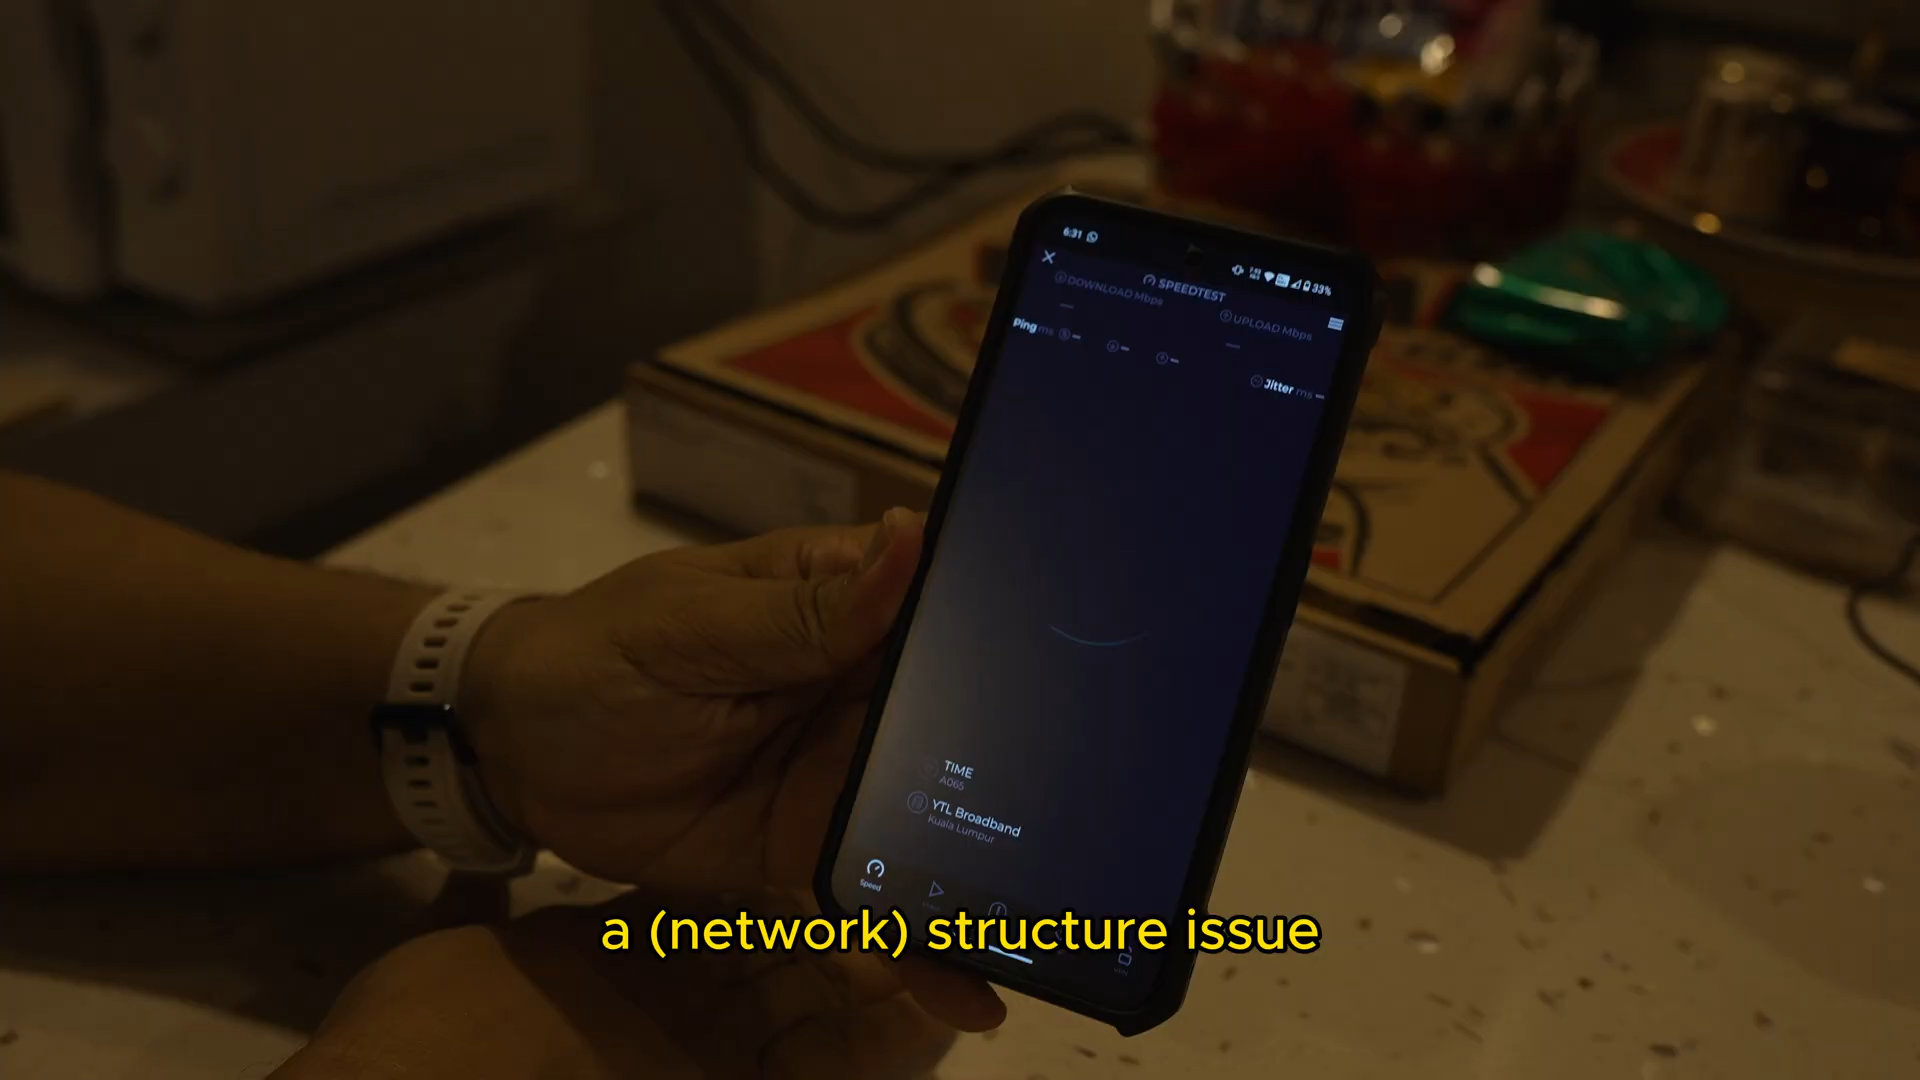 6:31
33%
SPEEDTEST
DOWNLOAD Mbps
UPLOAD Mbps
Ping ms
Jitter ms
TIME
A065
YTL Broadband
Kuala Lumpur
Speed
a (network) structure issue